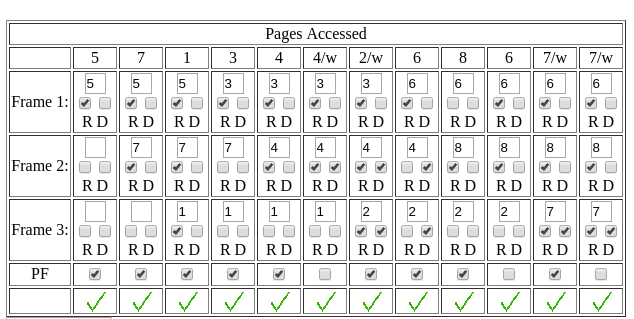 Pages Accessed
5 7 1 3 4 4/w 2/w 6 8 6 7/w 7/w
Frame 1: 5 5 5 3 3 3 3 6 6 6 6 6
R D R D R D R D R D R D R D R D R D R D R D R D
Frame 2: 7 7 7 4 4 4 4 8 8 8 8
R D R D R D R D R D R D R D R D R D R D R D R D
Frame 3: 1 1 1 1 2 2 2 2 7 7
R D R D R D R D R D R D R D R D R D R D R D R D
PF